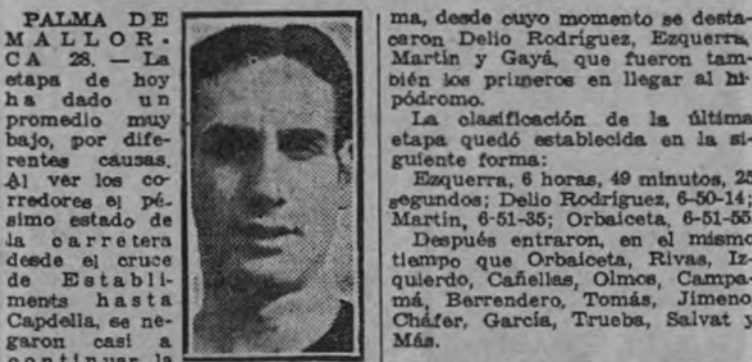 PALMA DE
MALLOR-
CA 28. — La
etapa de hoy
ha dado un
promedio muy
bajo, por dife-
rentes causas.
Al ver los co-
rredores el pé-
simo estado de
la carretera
desde el cruce
de Establi-
ments hasta
Capdella, se ne-
garon casi a
continuar la
ma, desde cuyo momento se desta-
caron Delio Rodríguez, Ezquerra,
Martín y Gayá, que fueron tam-
bién los primeros en llegar al hi-
pódromo.
La clasificación de la última
etapa quedó establecida en la si-
guiente forma:
Ezquerra, 6 horas, 49 minutos, 25
segundos; Delio Rodríguez, 6-50-14;
Martín, 6-51-35; Orbaiceta, 6-51-55
Después entraron, en el mismo
tiempo que Orbaiceta, Rivas, Iz-
quierdo, Cañellas, Olmos, Campa-
má, Berrendero, Tomás, Jimeno
Cháfer, García, Trueba, Salvat y
Más.